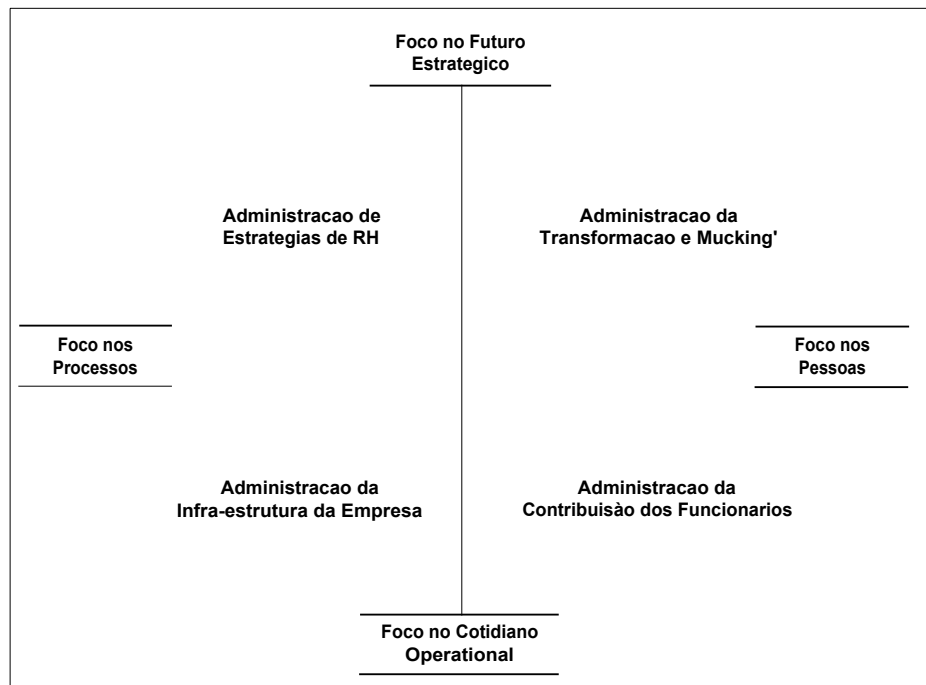 Foco no Futuro
Estrategico
Administracao de
Estrategias de RH
Administracao da
Transformacao e Mucking'
Foco nos
Processos
Foco nos
Pessoas
Administracao da
Infra-estrutura da Empresa
Administracao da
Contribuisào dos Funcionarios
Foco no Cotidiano
Operational